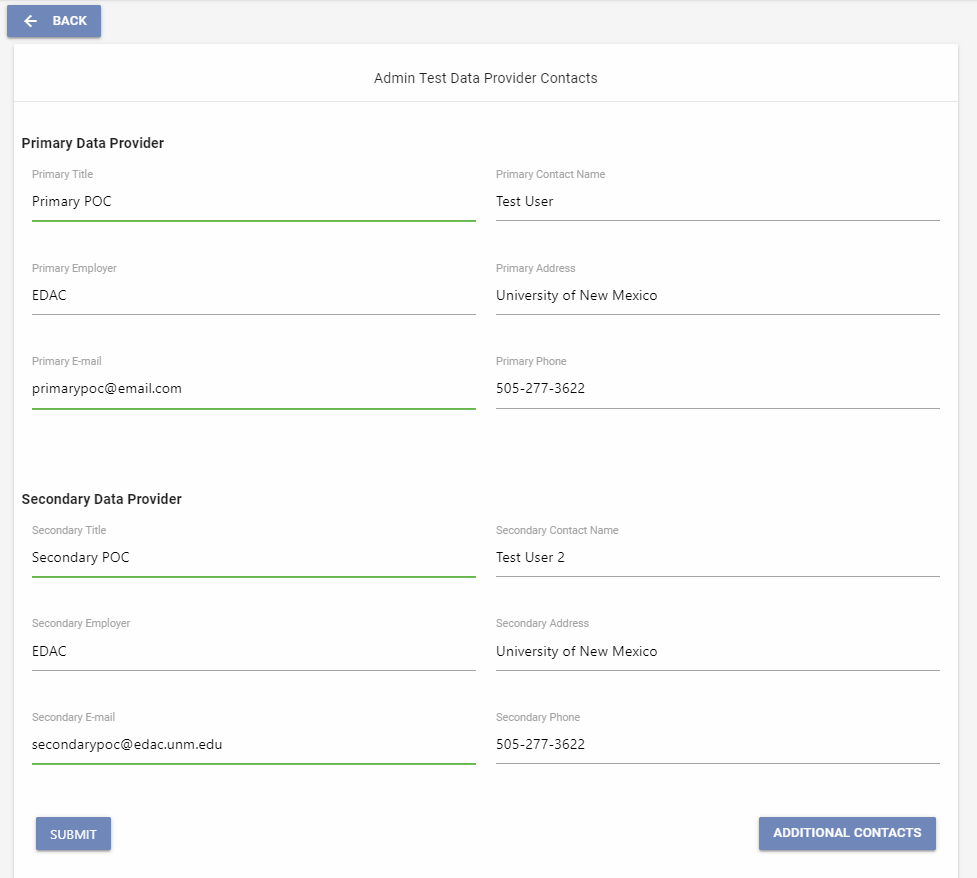 BACK
Admin Test Data Provider Contacts
Primary Data Provider
Primary Title
Primary Contact Name
Primary POC
Test User
Primary Employer
Primary Address
EDAC
University of New Mexico
Primary E-mail
Primary Phone
primarypoc@email.com
505-277-3622
Secondary Data Provider
Secondary Title
Secondary Contact Name
Secondary POC
Test User 2
Secondary Employer
Secondary Address
EDAC
University of New Mexico
Secondary E-mail
Secondary Phone
secondarypoc@edac.unm.edu
505-277-3622
SUBMIT
ADDITIONAL CONTACTS